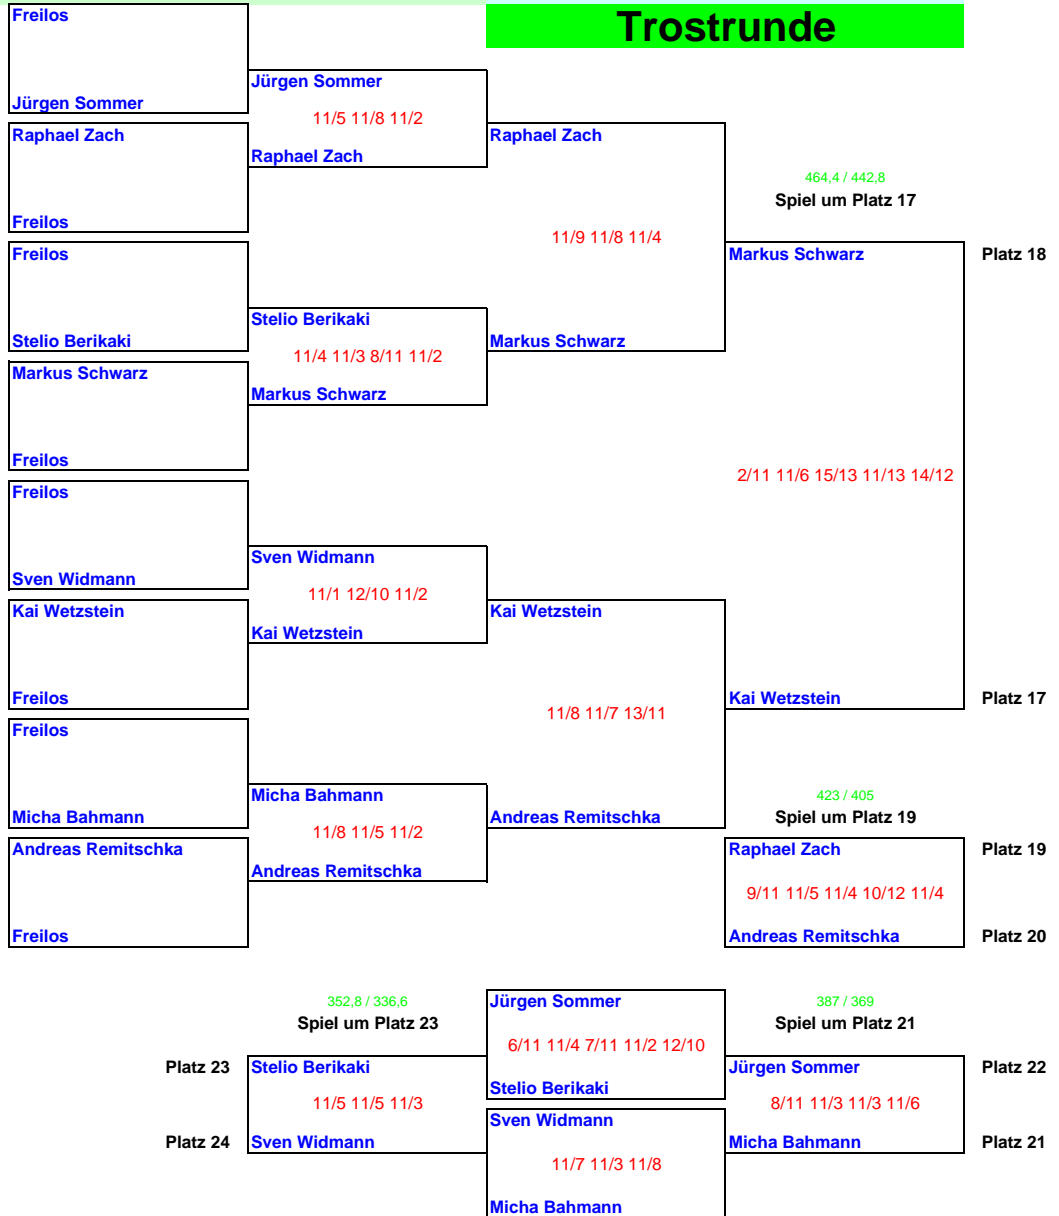 Freilos
Trostrunde
Jürgen Sommer
Jürgen Sommer
11/5 11/8 11/2
Raphael Zach
Raphael Zach
Raphael Zach
464,4 / 442,8
Spiel um Platz 17
Freilos
11/9 11/8 11/4
Freilos
Markus Schwarz
Platz 18
Stelio Berikaki
Stelio Berikaki
Markus Schwarz
11/4 11/3 8/11 11/2
Markus Schwarz
Markus Schwarz
Freilos
2/11 11/6 15/13 11/13 14/12
Freilos
Sven Widmann
Sven Widmann
11/1 12/10 11/2
Kai Wetzstein
Kai Wetzstein
Kai Wetzstein
Freilos
Kai Wetzstein
Platz 17
11/8 11/7 13/11
Freilos
Micha Bahmann
423 / 405
Micha Bahmann
Andreas Remitschka
Spiel um Platz 19
11/8 11/5 11/2
Andreas Remitschka
Raphael Zach
Platz 19
Andreas Remitschka
9/11 11/5 11/4 10/12 11/4
Freilos
Andreas Remitschka
Platz 20
352,8 / 336,6
Jürgen Sommer
387 / 369
Spiel um Platz 23
Spiel um Platz 21
6/11 11/4 7/11 11/2 12/10
Platz 23
Stelio Berikaki
Jürgen Sommer
Platz 22
Stelio Berikaki
11/5 11/5 11/3
8/11 11/3 11/3 11/6
Sven Widmann
Platz 24
Sven Widmann
Micha Bahmann
Platz 21
11/7 11/3 11/8
Micha Bahmann